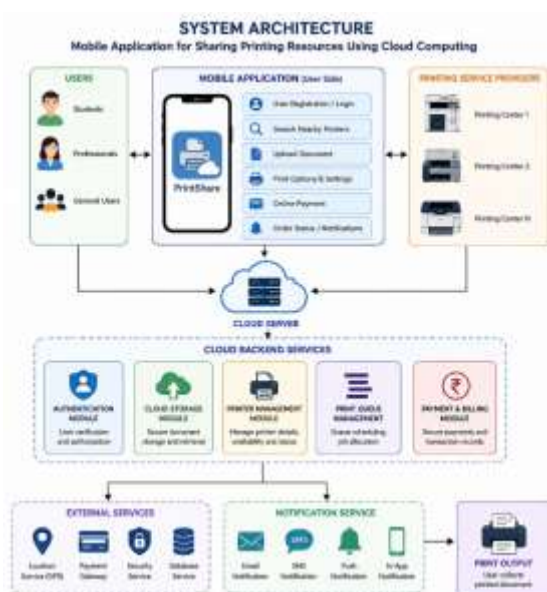 SYSTEM ARCHITECTURE
Mobile Application for Sharing Printing Resources Using Cloud Computing
USERS
Students
Professionals
General Users
MOBILE APPLICATION (User Side)
PrintShare
User Registration / Login
Search Nearby Printers
Upload Document
Print Options & Settings
Online Payment
Order Status / Notifications
PRINTING SERVICE PROVIDERS
Printing Center 1
Printing Center 2
Printing Center N
CLOUD SERVER
CLOUD BACKING SERVICES
AUTHENTICATION
MODULE
User verification
and authorization
CLOUD STORAGE
MODULE
Secure document
storage and retrieval
PRINTER MANAGEMENT
MODULE
Manage printer details,
availability and status
PRINT QUEUE
MANAGEMENT
Queue scheduling
job allocation
PAYMENT & BILLING
MODULE
Secure payments and
transaction records
EXTERNAL SERVICES
Location
Service (GPS)
Payment
Gateway
Security
Service
Database
Service
NOTIFICATION SERVICE
Email
Notification
SMS
SMS
Notification
Push
Notification
In-App
Notification
PRINT OUTPUT
User collects
printed document